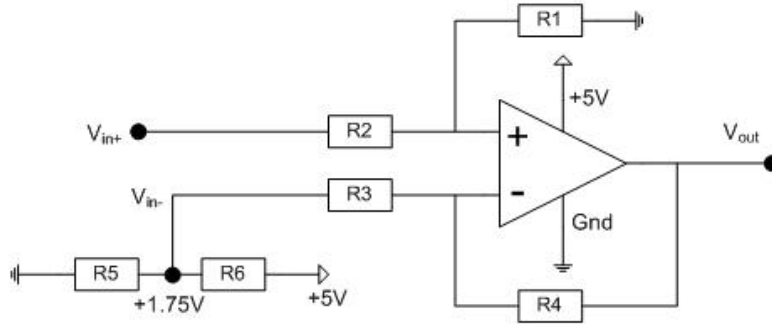 R1
+5V
Vin+
R2
+
Vout
Vin-
R3
-
Gnd
R5
R6
+1.75V
+5V
R4